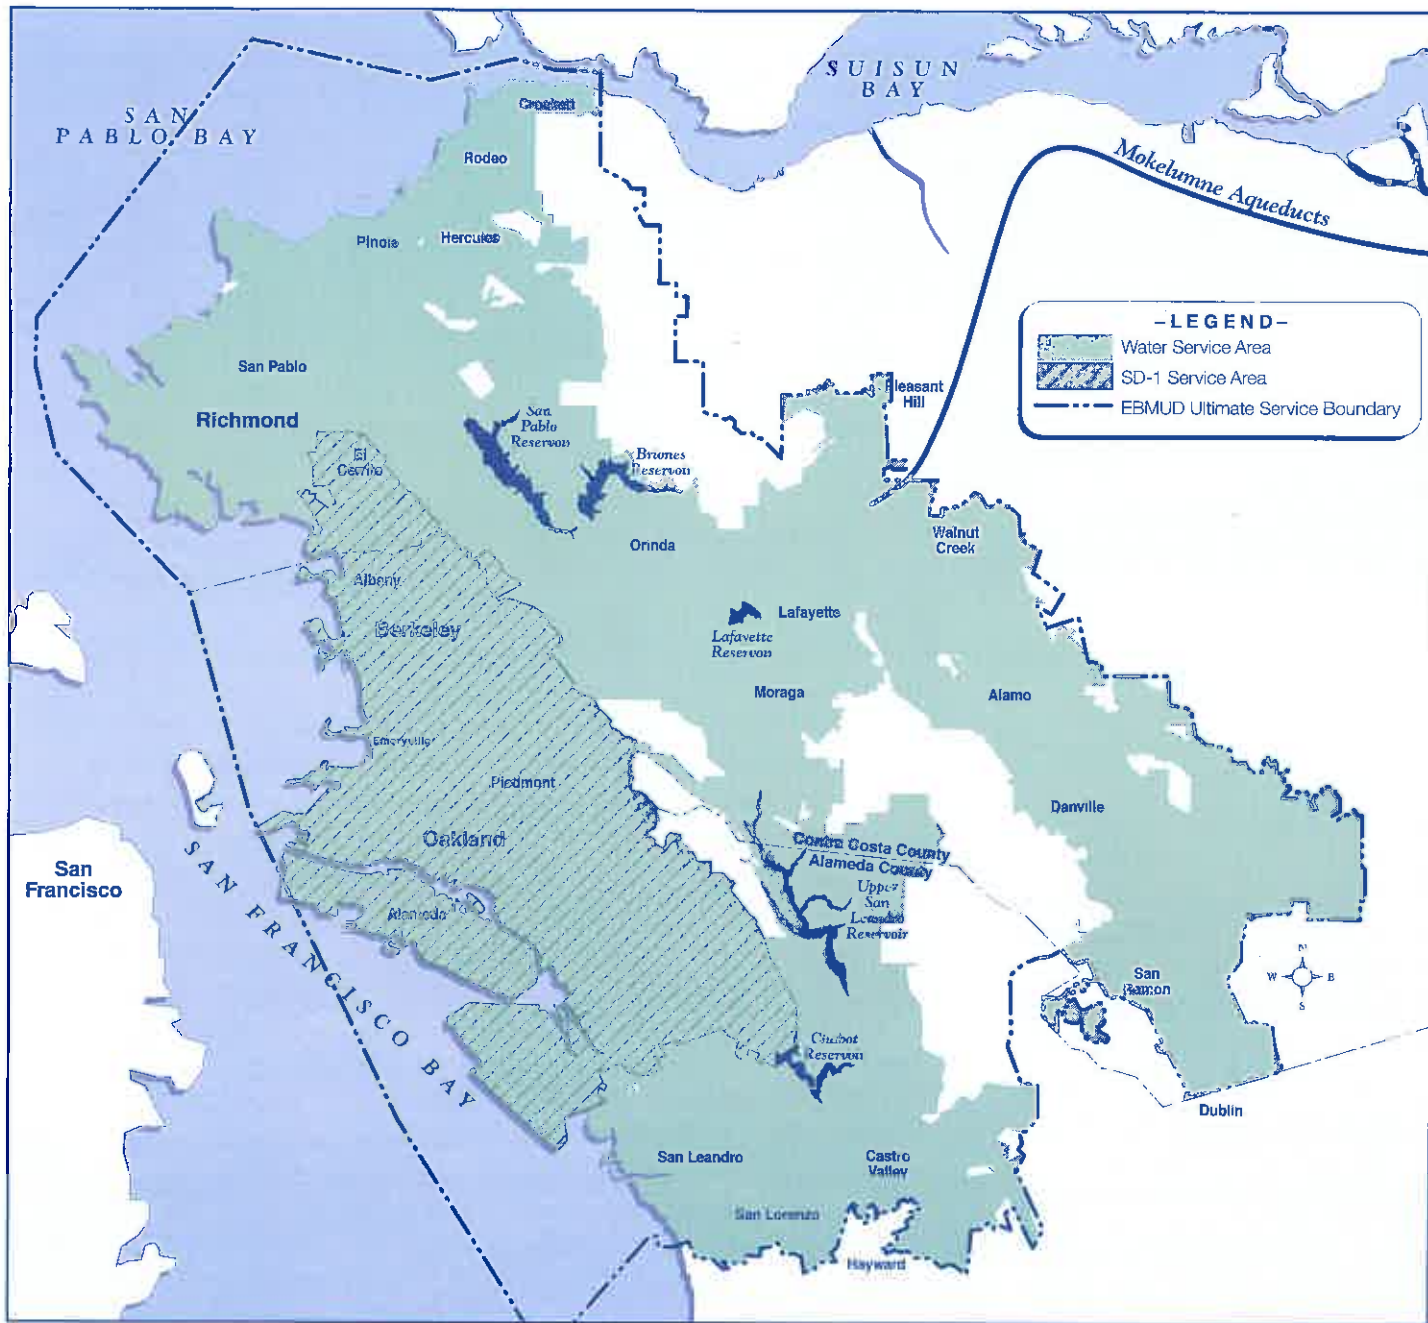 SAN
PABLO BAY
SUISUN
BAY
Crockett
Rodeo
Mokelumne Aqueducts
Pinole
Hercules
–LEGEND–
Water Service Area
SD-1 Service Area
EBMUD Ultimate Service Boundary
San Pablo
Richmond
Pleasant
Hill
San
Pablo
Reservoir
El
Cerrito
Briones
Reservoir
Orinda
Walnut
Creek
Albany
Berkeley
Lafayette
Lafayette
Reservoir
Moraga
Alamo
Emeryville
Piedmont
Danville
Oakland
Contra Costa County
Alameda County
San
Francisco
Upper
San
Leandro
Reservoir
Alameda
SAN FRANCISCO BAY
San
Ramon
N
W
S
Chabot
Reservoir
Dublin
San Leandro
Castro
Valley
San Lorenzo
Hayward